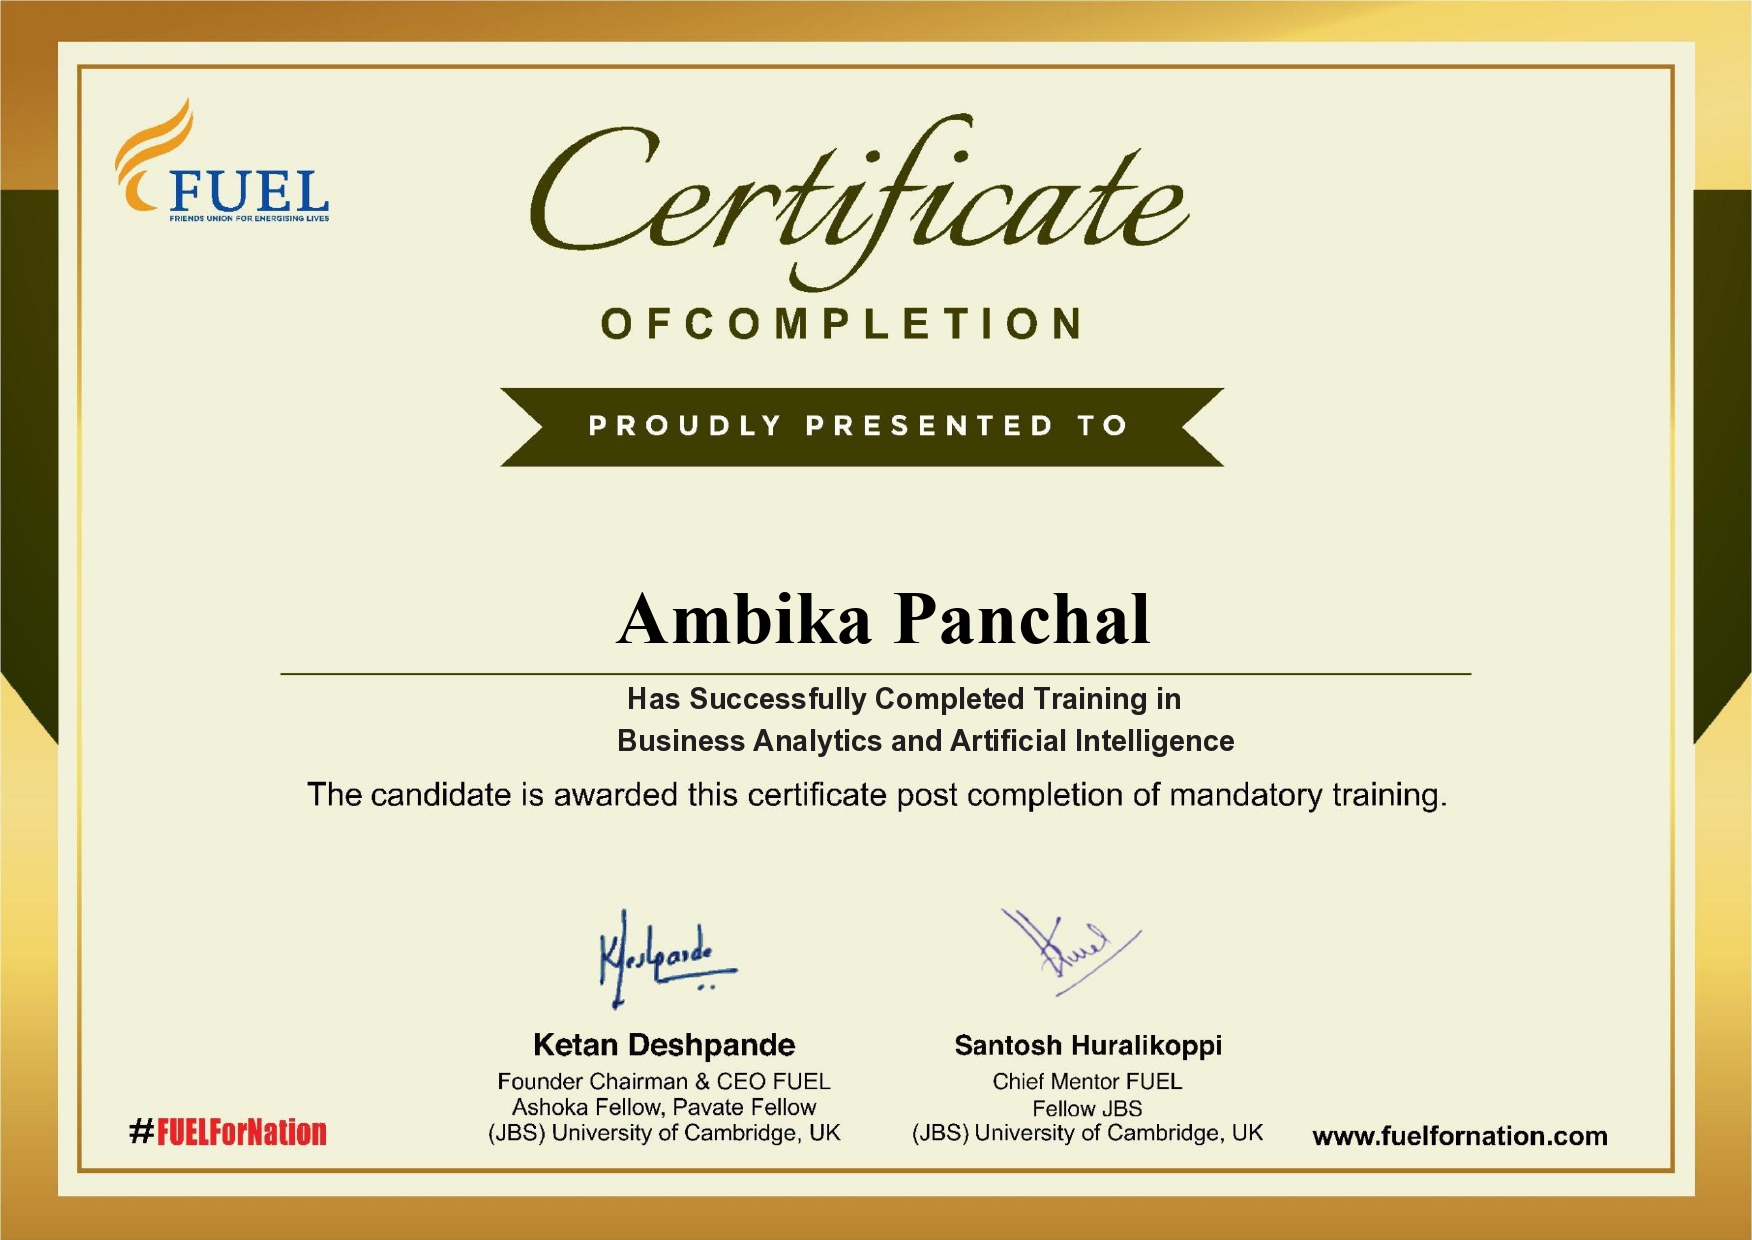 FUEL
FRIENDS UNION FOR ENERGISING LIVES
Certificate
OFCOMPLETION
PROUDLY PRESENTED TO
Ambika Panchal
Has Successfully Completed Training in
Business Analytics and Artificial Intelligence
The candidate is awarded this certificate post completion of mandatory training.
KDeshpande
Ketan Deshpande
Founder Chairman & CEO FUEL
Ashoka Fellow, Pavate Fellow
(JBS) University of Cambridge, UK
Santosh Huralikoppi
Chief Mentor FUEL
Fellow JBS
(JBS) University of Cambridge, UK
#FUELForNation
www.fuelfornation.com